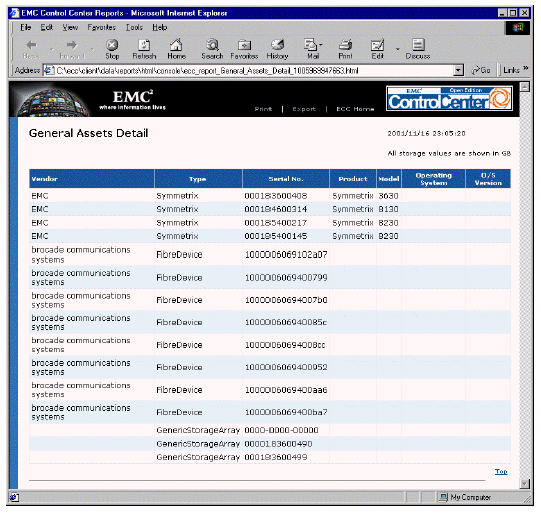 EMC Control Center Reports - Microsoft Internet Explorer
File Edit View Favorites Tools Help
Back Forward Stop Refresh Home Search Favorites History Mail Print Edit Discuss
Address C:\ecc\client\data\reports\html\console\ecc_report_General_Assets_Detail_1005963947663.html Go Links »
EMC²
where information lives
Print | Export | ECC Home
EMC Open Edition
ControlCenter
General Assets Detail
2001/11/16 23:05:20
All storage values are shown in GB
Vendor Type Serial No. Product Model Operating System O/S Version
EMC Symmetrix 000183600408 Symmetrix 3630
EMC Symmetrix 000184600314 Symmetrix 8130
EMC Symmetrix 000185400217 Symmetrix 8230
EMC Symmetrix 000185400145 Symmetrix 8230
brocade communications systems FibreDevice 1000006069102a07
brocade communications systems FibreDevice 1000006069400799
brocade communications systems FibreDevice 10000060694007b0
brocade communications systems FibreDevice 100000606940085c
brocade communications systems FibreDevice 10000060694008cc
brocade communications systems FibreDevice 1000006069400952
brocade communications systems FibreDevice 1000006069400aa6
brocade communications systems FibreDevice 1000006069400ba7
GenericStorageArray 0000-0000-00000
GenericStorageArray 0000183600490
GenericStorageArray 000183600499
Top
My Computer